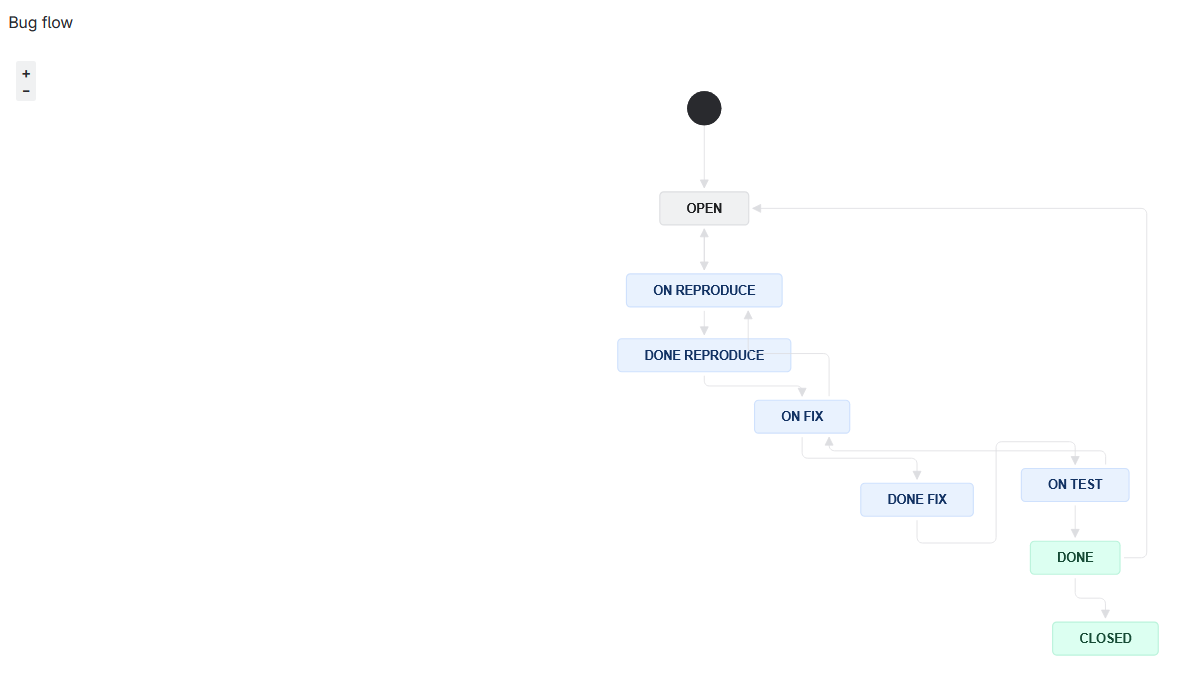 Bug flow
+
−
OPEN
ON REPRODUCE
DONE REPRODUCE
ON FIX
ON TEST
DONE FIX
DONE
CLOSED